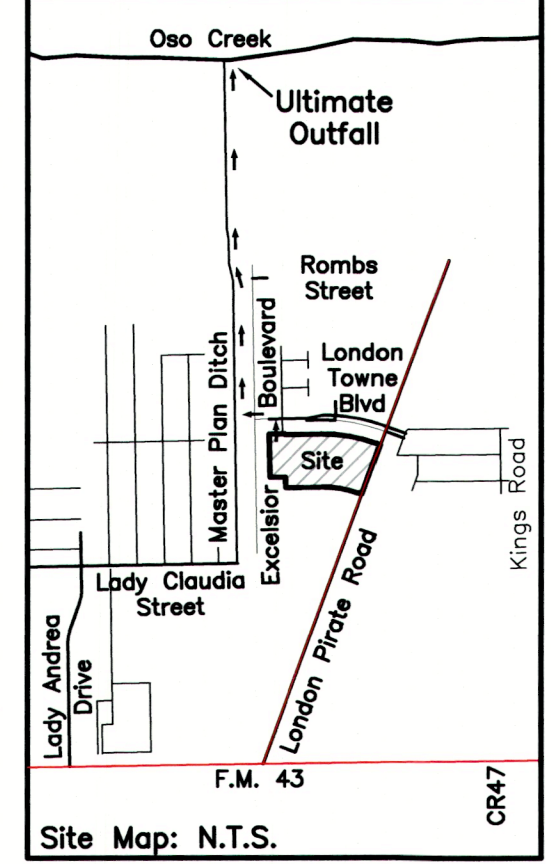 Oso Creek
Ultimate
Outfall
Rombs
Street
London
Towne
Blvd
Excelsior Boulevard
Master Plan Ditch
Site
Kings Road
Lady Claudia
Street
London Pirate Road
Lady Andrea
Drive
F.M. 43
CR47
Site Map: N.T.S.